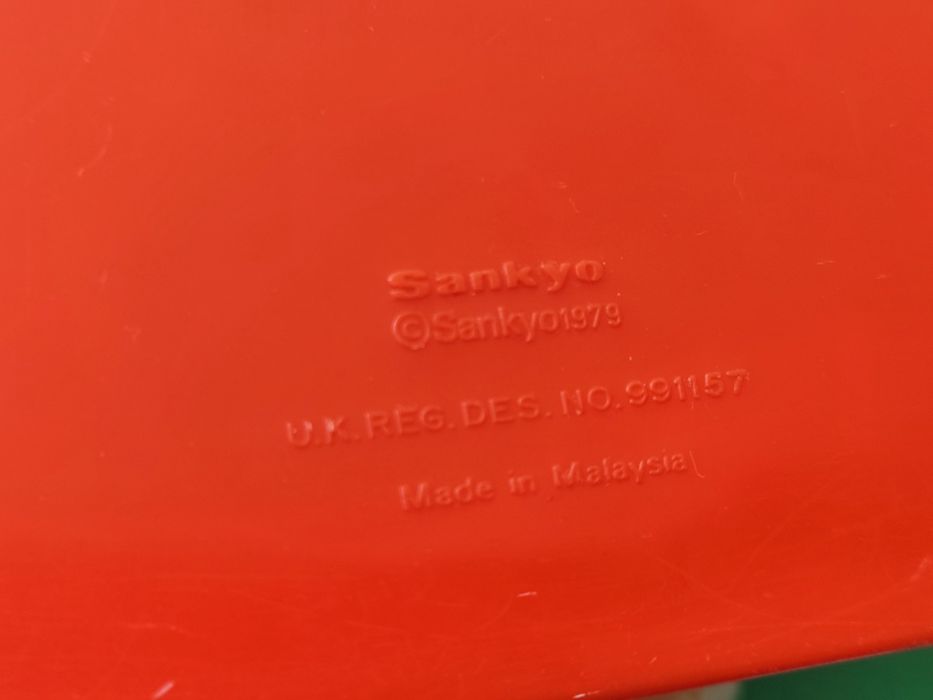 Sankyo
©Sankyo1979
U.K. REG. DES. NO. 991157
Made in Malaysia